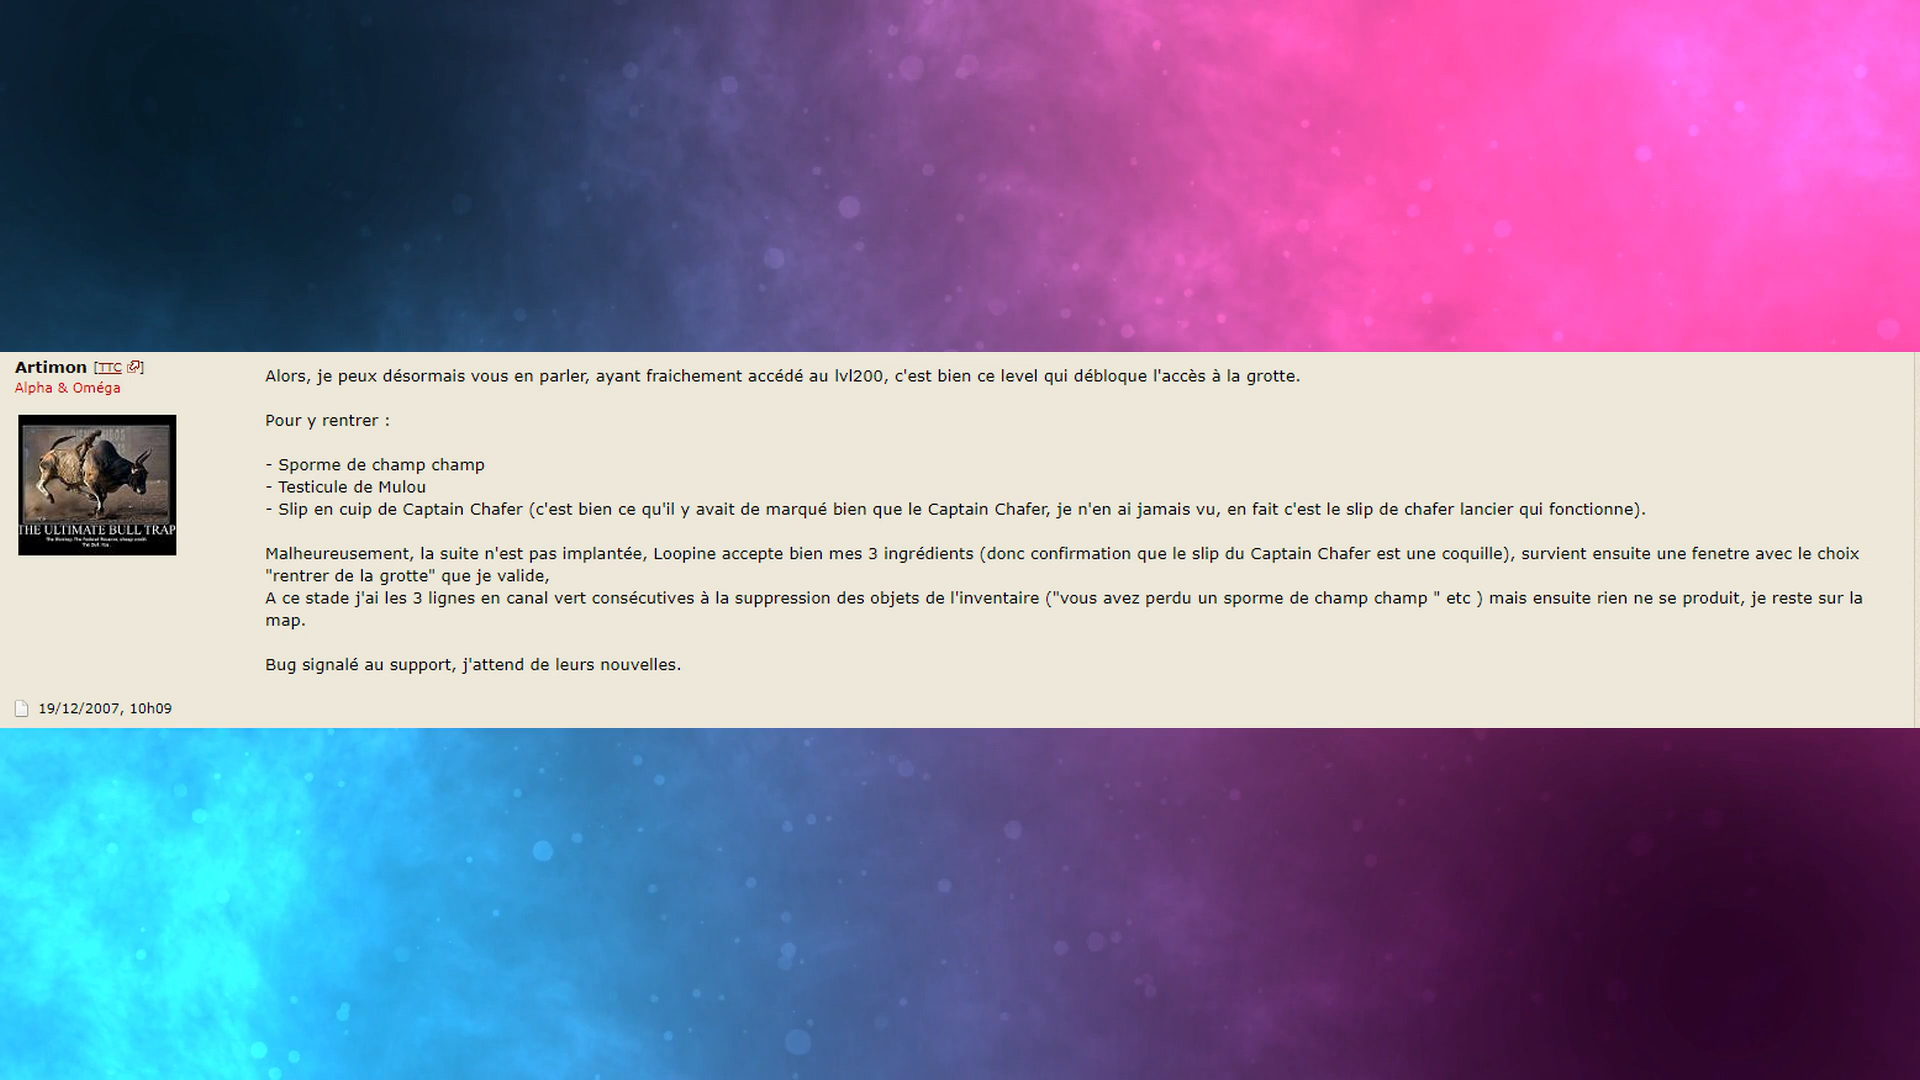 Artimon [TTC]
Alpha & Oméga
THE ULTIMATE BULL TRAP
Alors, je peux désormais vous en parler, ayant fraichement accédé au lvl200, c'est bien ce level qui débloque l'accès à la grotte.
Pour y rentrer :
- Sporme de champ champ
- Testicule de Mulou
- Slip en cuip de Captain Chafer (c'est bien ce qu'il y avait de marqué bien que le Captain Chafer, je n'en ai jamais vu, en fait c'est le slip de chafer lancier qui fonctionne).
Malheureusement, la suite n'est pas implantée, Loopine accepte bien mes 3 ingrédients (donc confirmation que le slip du Captain Chafer est une coquille), survient ensuite une fenetre avec le choix
"rentrer de la grotte" que je valide,
A ce stade j'ai les 3 lignes en canal vert consécutives à la suppression des objets de l'inventaire ("vous avez perdu un sporme de champ champ " etc ) mais ensuite rien ne se produit, je reste sur la
map.
Bug signalé au support, j'attend de leurs nouvelles.
19/12/2007, 10h09